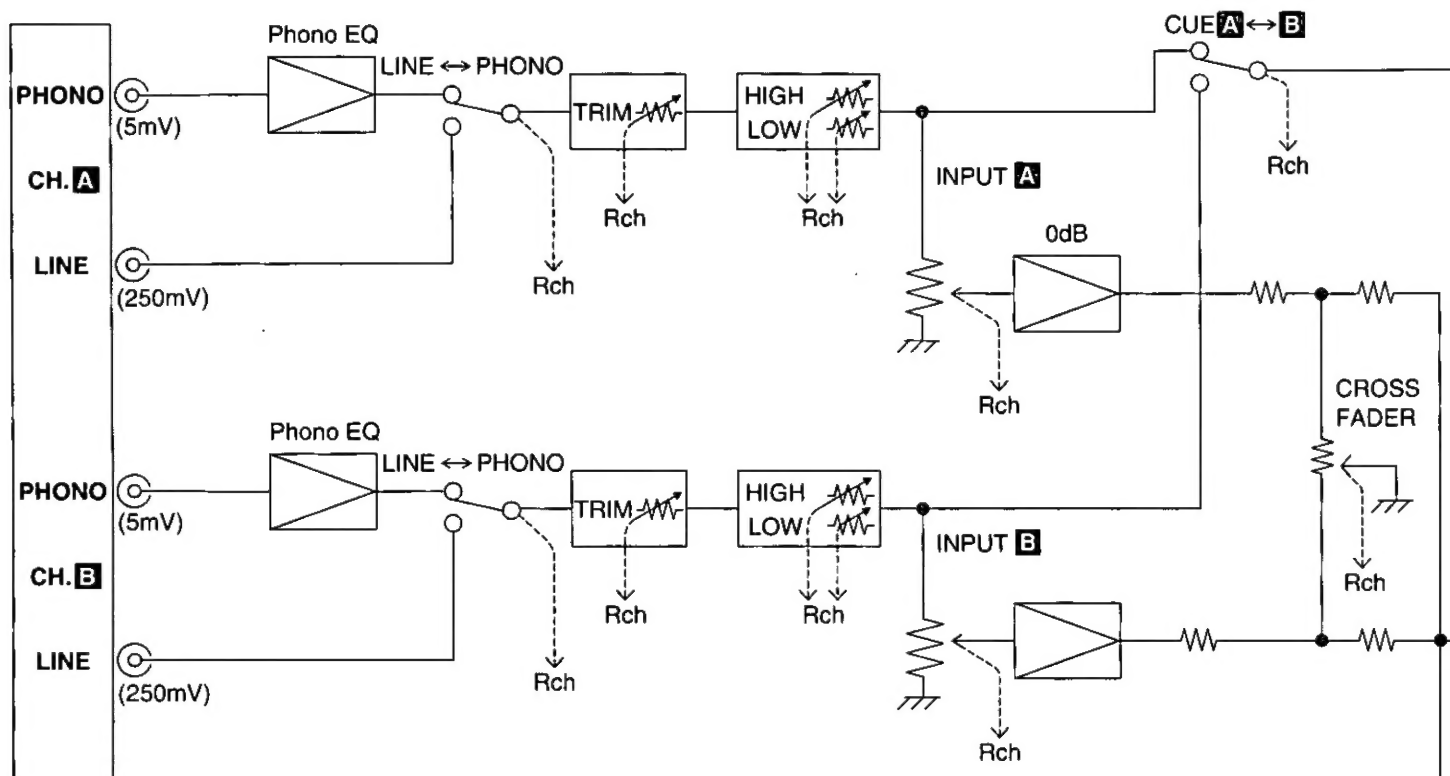 Phono EQ
LINE ↔ PHONO
CUE A ↔ B
PHONO
(5mV)
TRIM
HIGH
LOW
Rch
CH. A
INPUT A
Rch
Rch
LINE
(250mV)
Rch
0dB
Rch
CROSS
FADER
Phono EQ
LINE ↔ PHONO
PHONO
(5mV)
TRIM
HIGH
LOW
INPUT B
CH. B
Rch
Rch
Rch
LINE
(250mV)
Rch
Rch